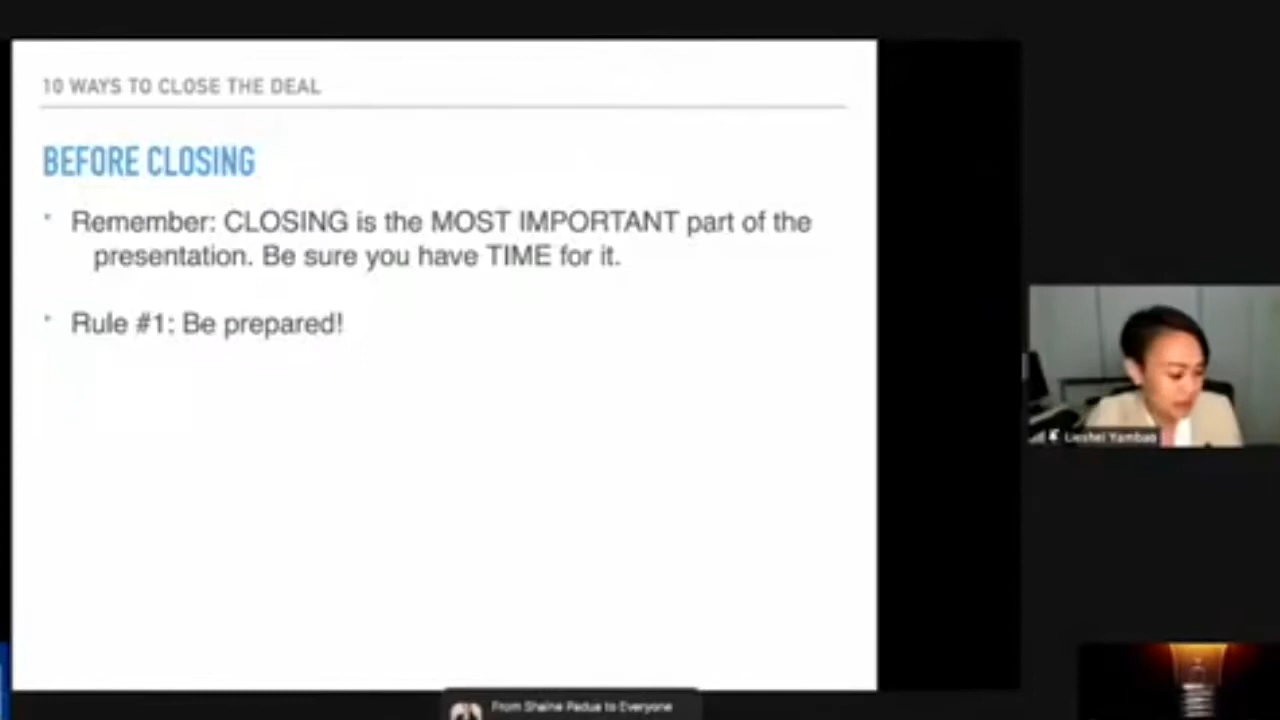 10 WAYS TO CLOSE THE DEAL
BEFORE CLOSING
Remember: CLOSING is the MOST IMPORTANT part of the
presentation. Be sure you have TIME for it.
Rule #1: Be prepared!
Lieshel Yambao
From Shaine Padua to Everyone